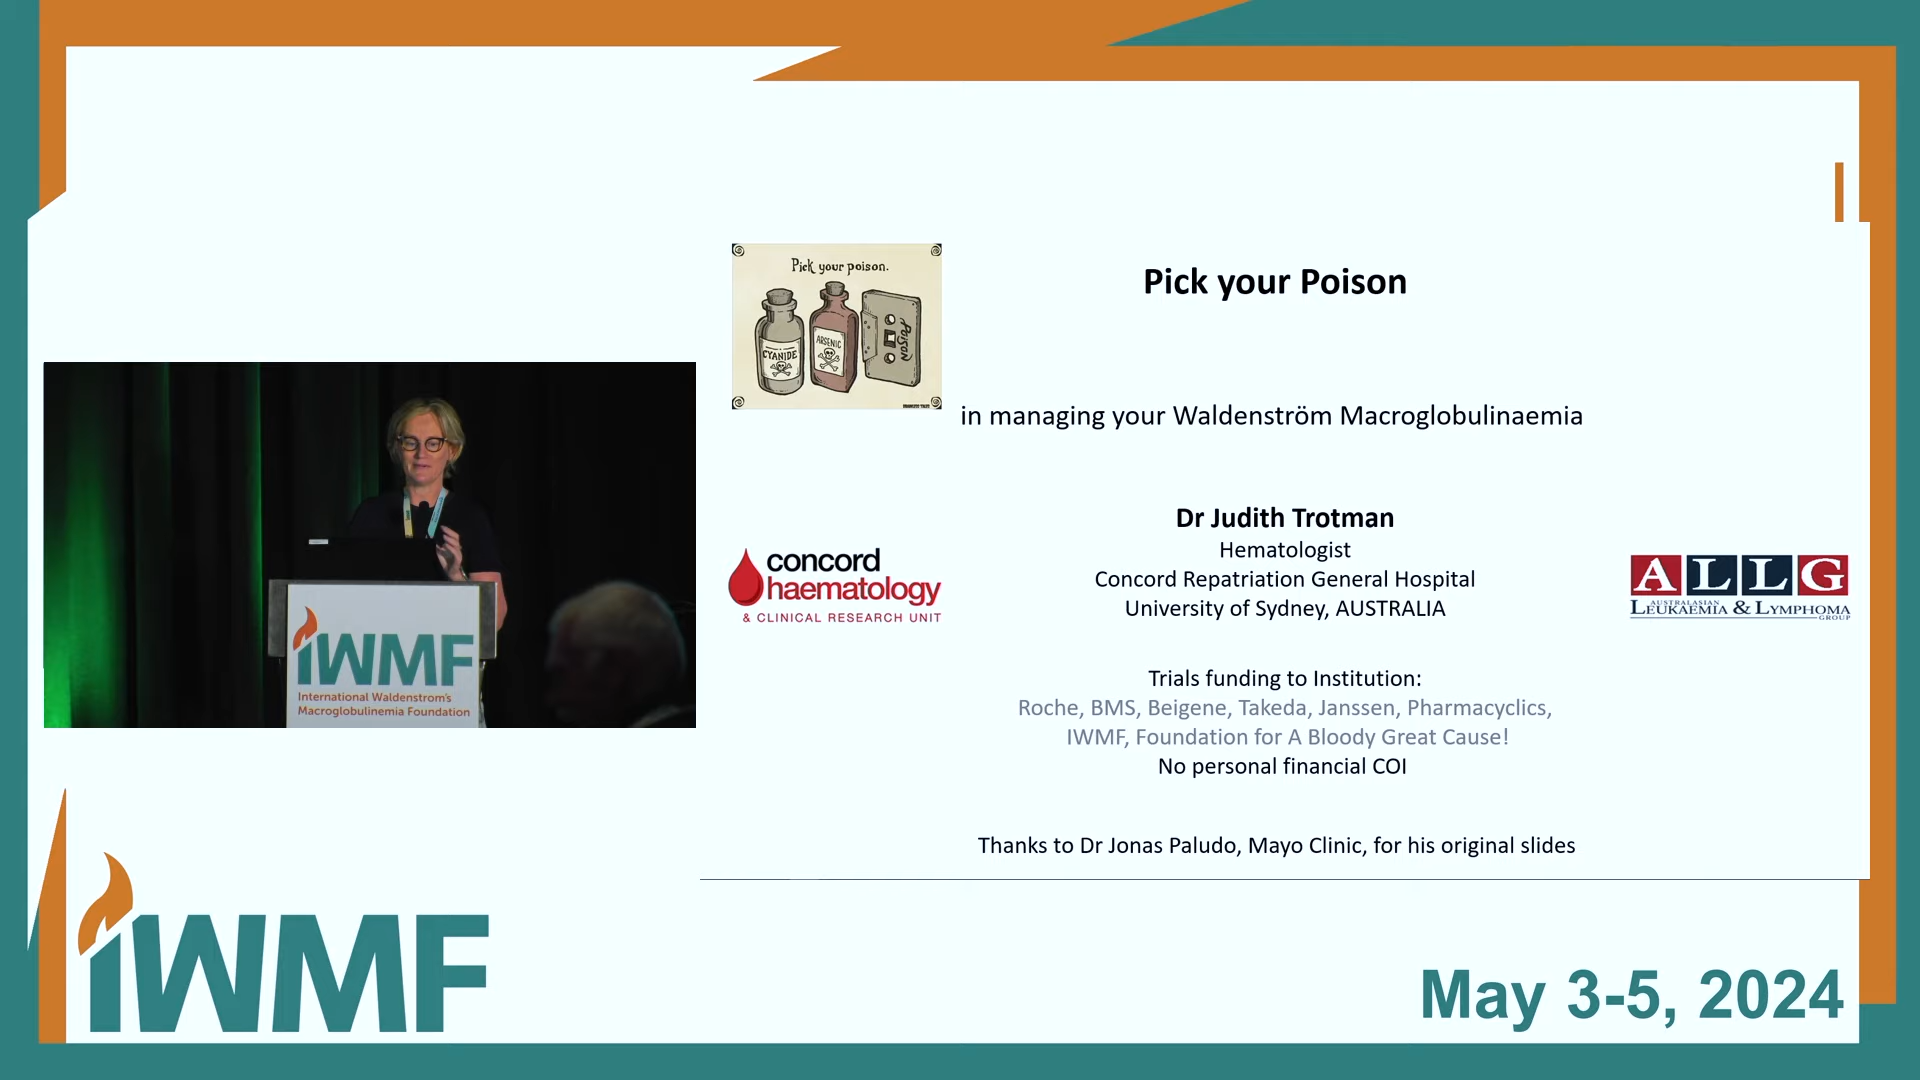 Pick your poison.
CYANIDE
ARSENIC
POISON
Pick your Poison
in managing your Waldenström Macroglobulinaemia
Dr Judith Trotman
Hematologist
Concord Repatriation General Hospital
University of Sydney, AUSTRALIA
concord
haematology
& CLINICAL RESEARCH UNIT
ALLG
AUSTRALASIAN
LEUKAEMIA & LYMPHOMA
GROUP
Trials funding to Institution:
Roche, BMS, Beigene, Takeda, Janssen, Pharmacyclics,
IWMF, Foundation for A Bloody Great Cause!
No personal financial COI
Thanks to Dr Jonas Paludo, Mayo Clinic, for his original slides
iWMF
International Waldenstrom's
Macroglobulinemia Foundation
iWMF
May 3-5, 2024